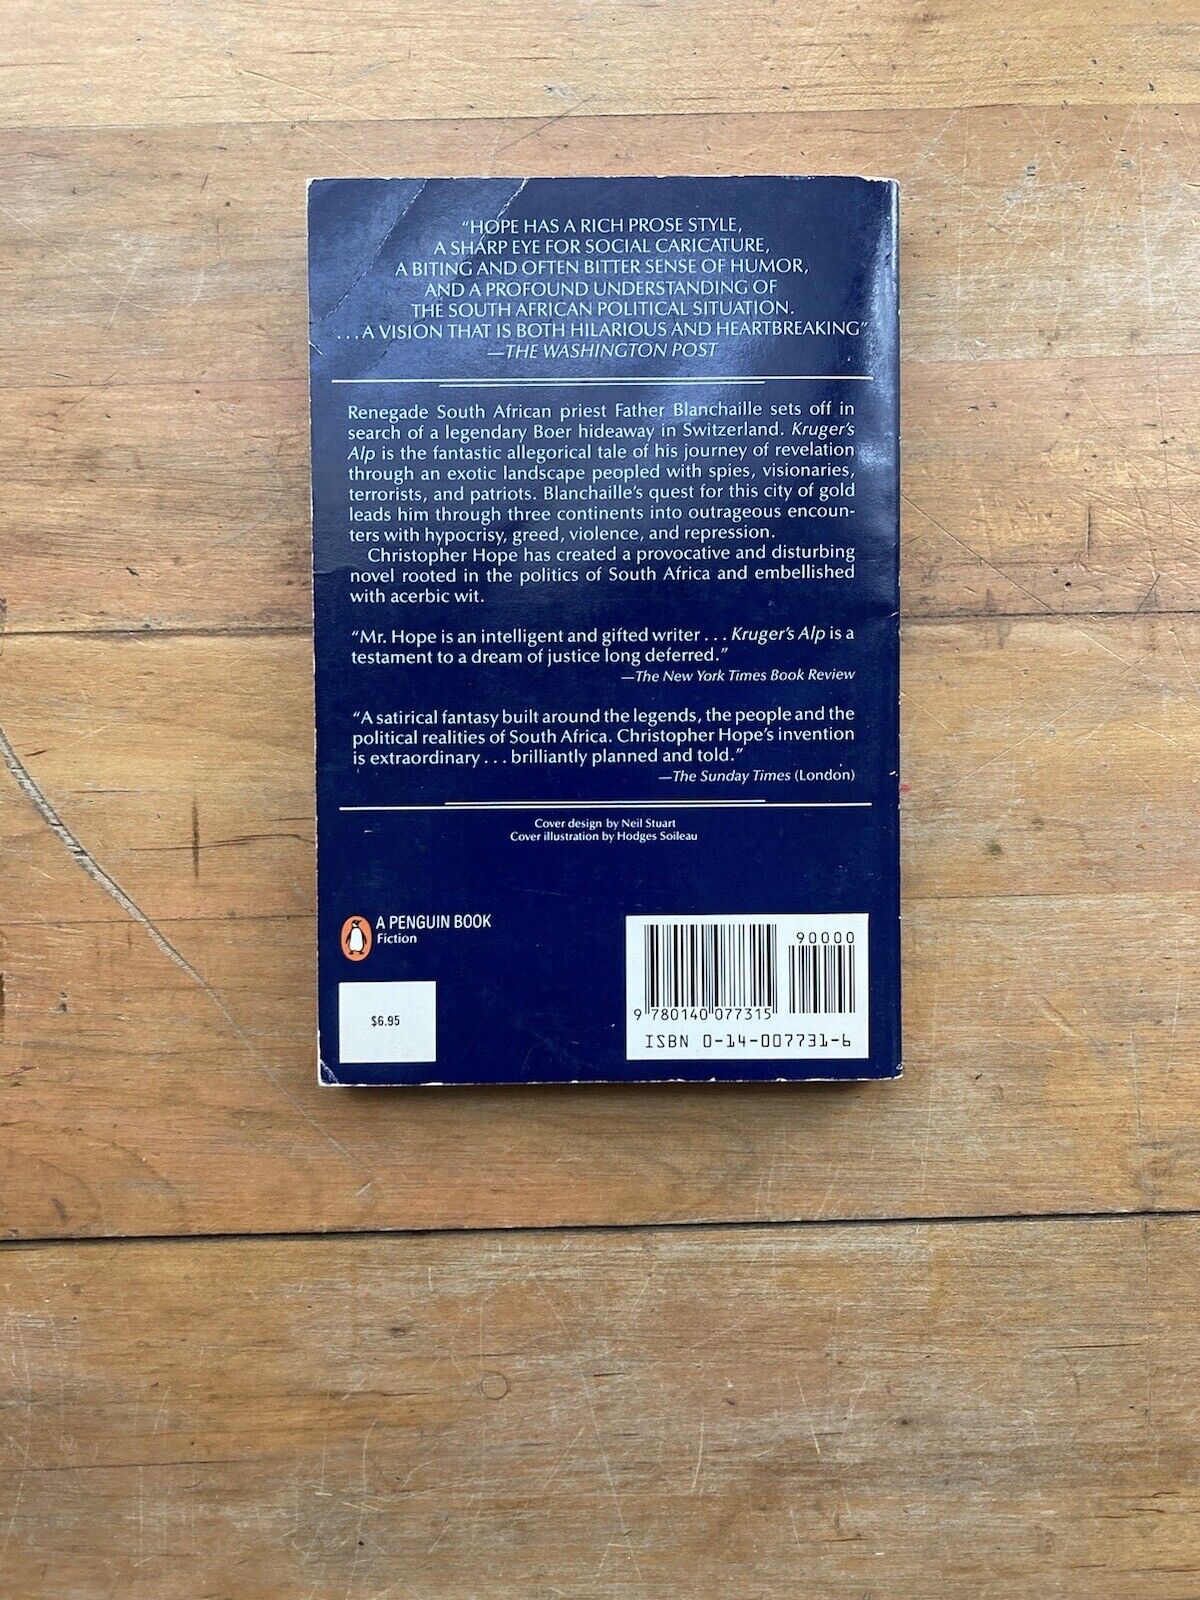 “HOPE HAS A RICH PROSE STYLE,
A SHARP EYE FOR SOCIAL CARICATURE,
A BITING AND OFTEN BITTER SENSE OF HUMOR,
AND A PROFOUND UNDERSTANDING OF
THE SOUTH AFRICAN POLITICAL SITUATION.
...A VISION THAT IS BOTH HILARIOUS AND HEARTBREAKING”
—THE WASHINGTON POST
Renegade South African priest Father Blanchaille sets off in
search of a legendary Boer hideaway in Switzerland. Kruger's
Alp is the fantastic allegorical tale of his journey of revelation
through an exotic landscape peopled with spies, visionaries,
terrorists, and patriots. Blanchaille's quest for this city of gold
leads him through three continents into outrageous encoun-
ters with hypocrisy, greed, violence, and repression.
Christopher Hope has created a provocative and disturbing
novel rooted in the politics of South Africa and embellished
with acerbic wit.
“Mr. Hope is an intelligent and gifted writer ... Kruger's Alp is a
testament to a dream of justice long deferred.”
—The New York Times Book Review
“A satirical fantasy built around the legends, the people and the
political realities of South Africa. Christopher Hope's invention
is extraordinary ... brilliantly planned and told.”
—The Sunday Times (London)
Cover design by Neil Stuart
Cover illustration by Hodges Soileau
A PENGUIN BOOK
Fiction
$6.95
90000
9 780140 077315
ISBN 0-14-007731-6